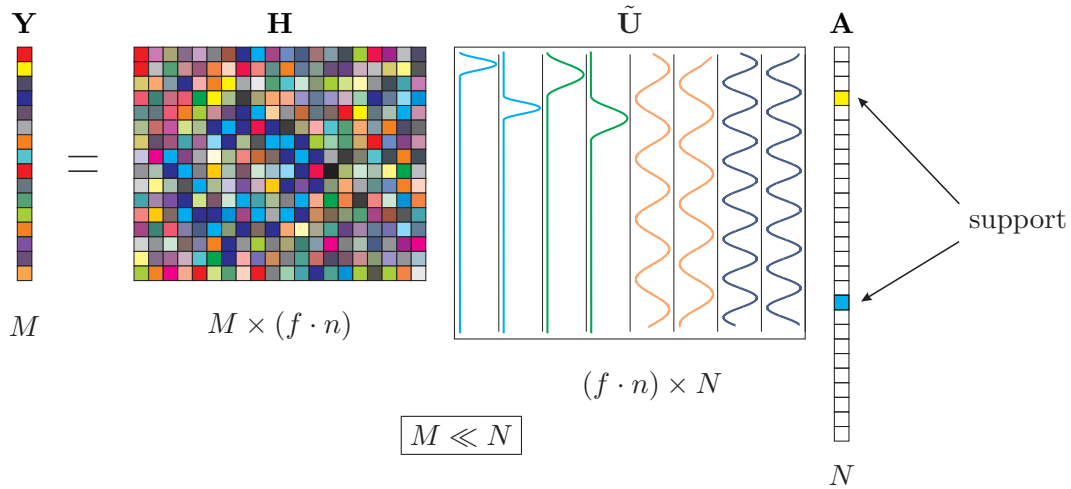 Y H Ũ A
=
support
M M × (f · n)
(f · n) × N
M ≪ N
N